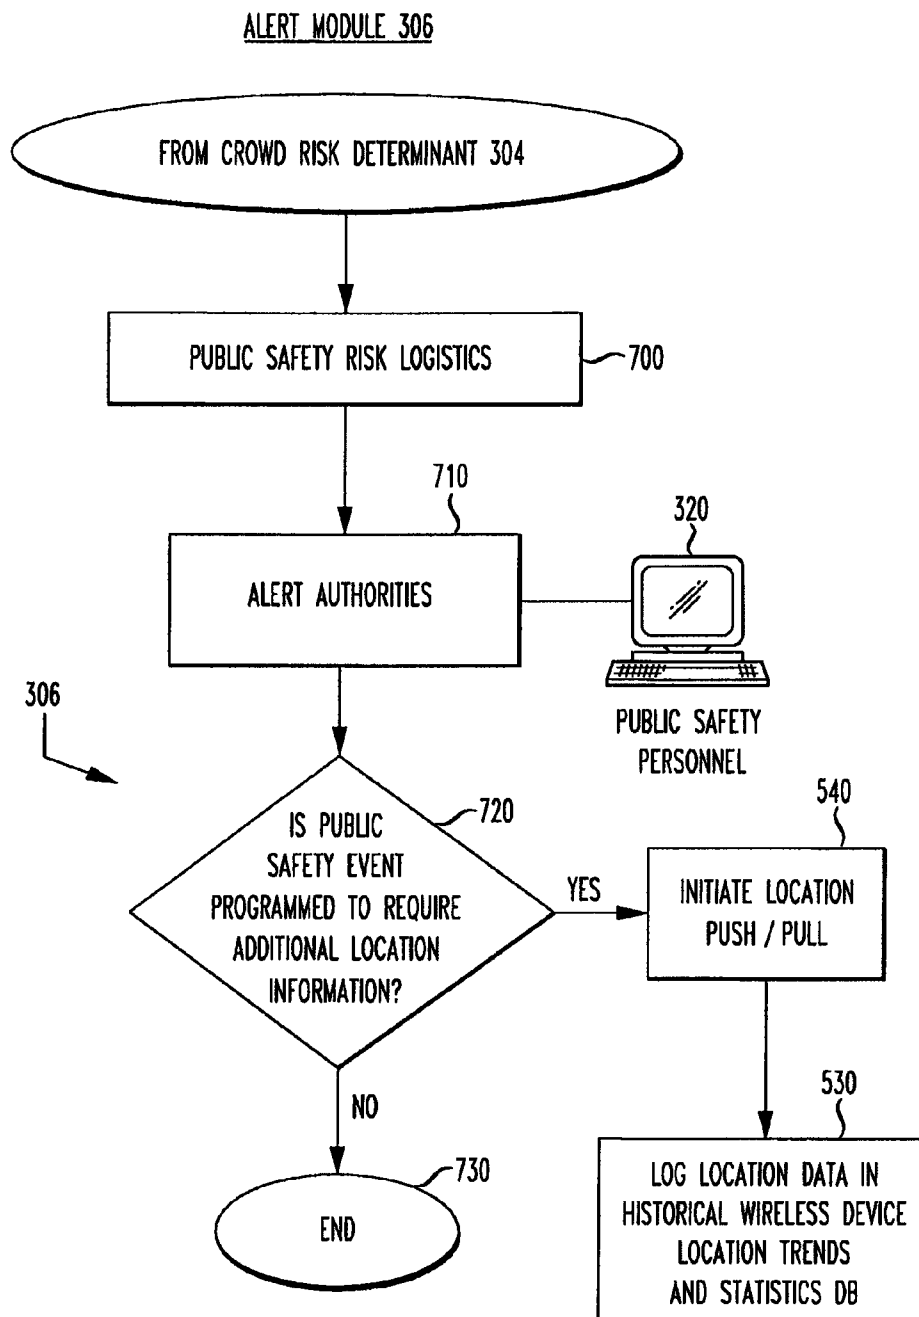 ALERT MODULE 306
FROM CROWD RISK DETERMINANT 304
PUBLIC SAFETY RISK LOGISTICS
700
710
ALERT AUTHORITIES
320
PUBLIC SAFETY
PERSONNEL
306
IS PUBLIC
SAFETY EVENT
PROGRAMMED TO REQUIRE
ADDITIONAL LOCATION
INFORMATION?
720
YES
540
INITIATE LOCATION
PUSH / PULL
NO
530
LOG LOCATION DATA IN
HISTORICAL WIRELESS DEVICE
LOCATION TRENDS
AND STATISTICS DB
730
END